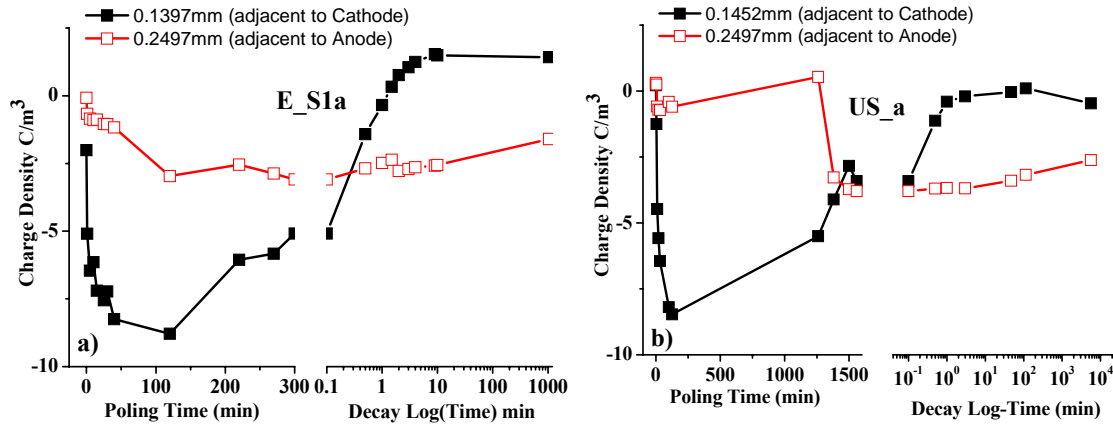 0.1397mm (adjacent to Cathode)
0.2497mm (adjacent to Anode)
E_S1a
Charge Density C/m³
0
-5
-10
a)
0 100 200 300
0.1 1 10 100 1000
Poling Time (min)
Decay Log(Time) min
0.1452mm (adjacent to Cathode)
0.2497mm (adjacent to Anode)
US_a
Charge Density C/m³
0
-5
-10
b)
0 500 1000 1500
10⁻¹ 10⁰ 10¹ 10² 10³ 10⁴
Poling Time (min)
Decay Log-Time (min)